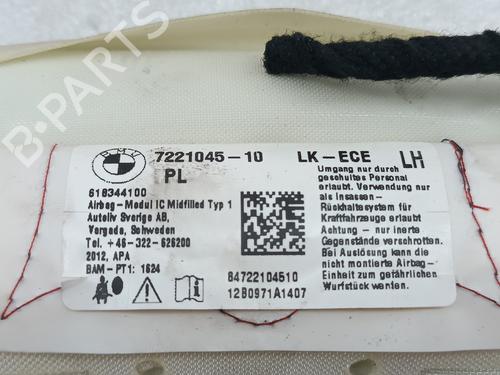 BMW
7221045-10 LK-ECE LH
PL
618344100
Airbag-Modul IC Midfilled Typ 1
Autoliv Sverige AB,
Vargada, Schweden
Tel. +46-322-626200
2012, APA
BAM-PT1: 1624
84722104510
12B0971A1407
Umgang nur durch
geschultes Personal
erlaubt. Verwendung nur
als Insassen-
Rückhaltesystem für
Kraftfahrzeuge erlaubt
Achtung - nur inerte
Gegenstände verschrotten.
Bei Auslösung kann die
nicht montierte Airbag-
Einheit zum gefährlichen
Wurfstück werden.
B-PARTS